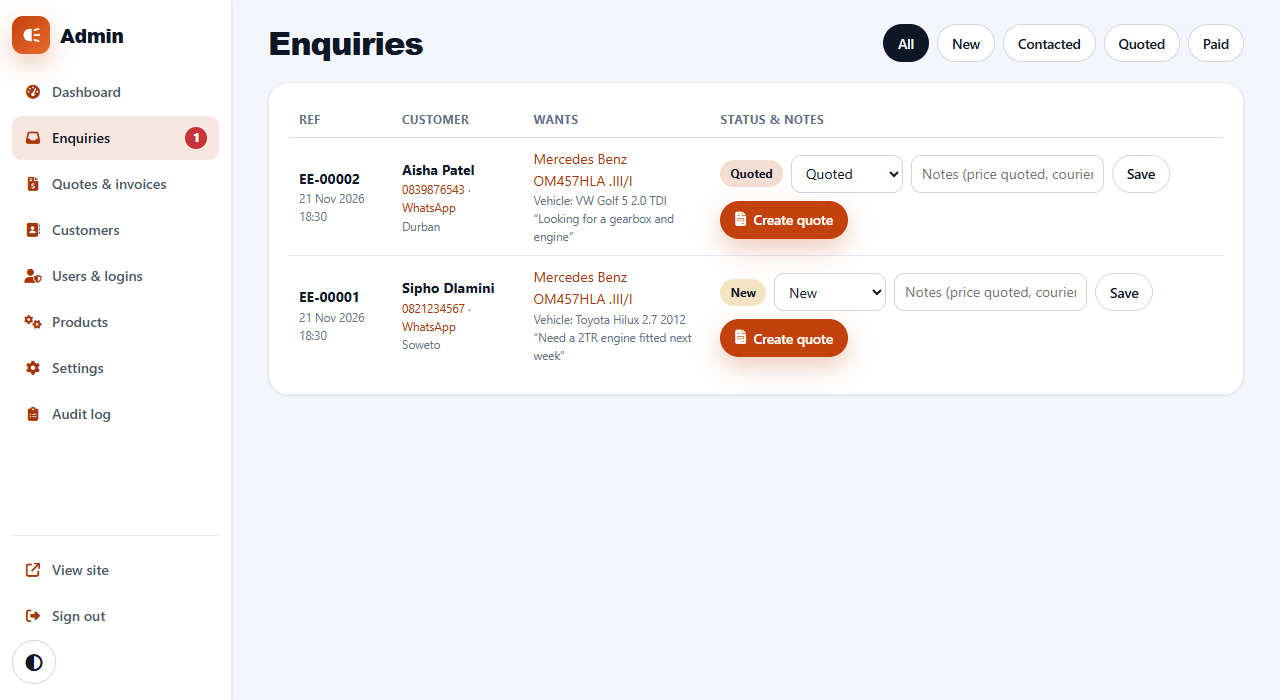 Admin
Dashboard
Enquiries 1
Quotes & invoices
Customers
Users & logins
Products
Settings
Audit log
View site
Sign out
Enquiries
All New Contacted Quoted Paid
REF CUSTOMER WANTS STATUS & NOTES
EE-00002
21 Nov 2026
18:30
Aisha Patel
0839876543 ·
WhatsApp
Durban
Mercedes Benz
OM457HLA .III/I
Vehicle: VW Golf 5 2.0 TDI
“Looking for a gearbox and
engine”
Quoted Quoted Notes (price quoted, courier Save
Create quote
EE-00001
21 Nov 2026
18:30
Sipho Dlamini
0821234567 ·
WhatsApp
Soweto
Mercedes Benz
OM457HLA .III/I
Vehicle: Toyota Hilux 2.7 2012
“Need a 2TR engine fitted next
week”
New New Notes (price quoted, courier Save
Create quote